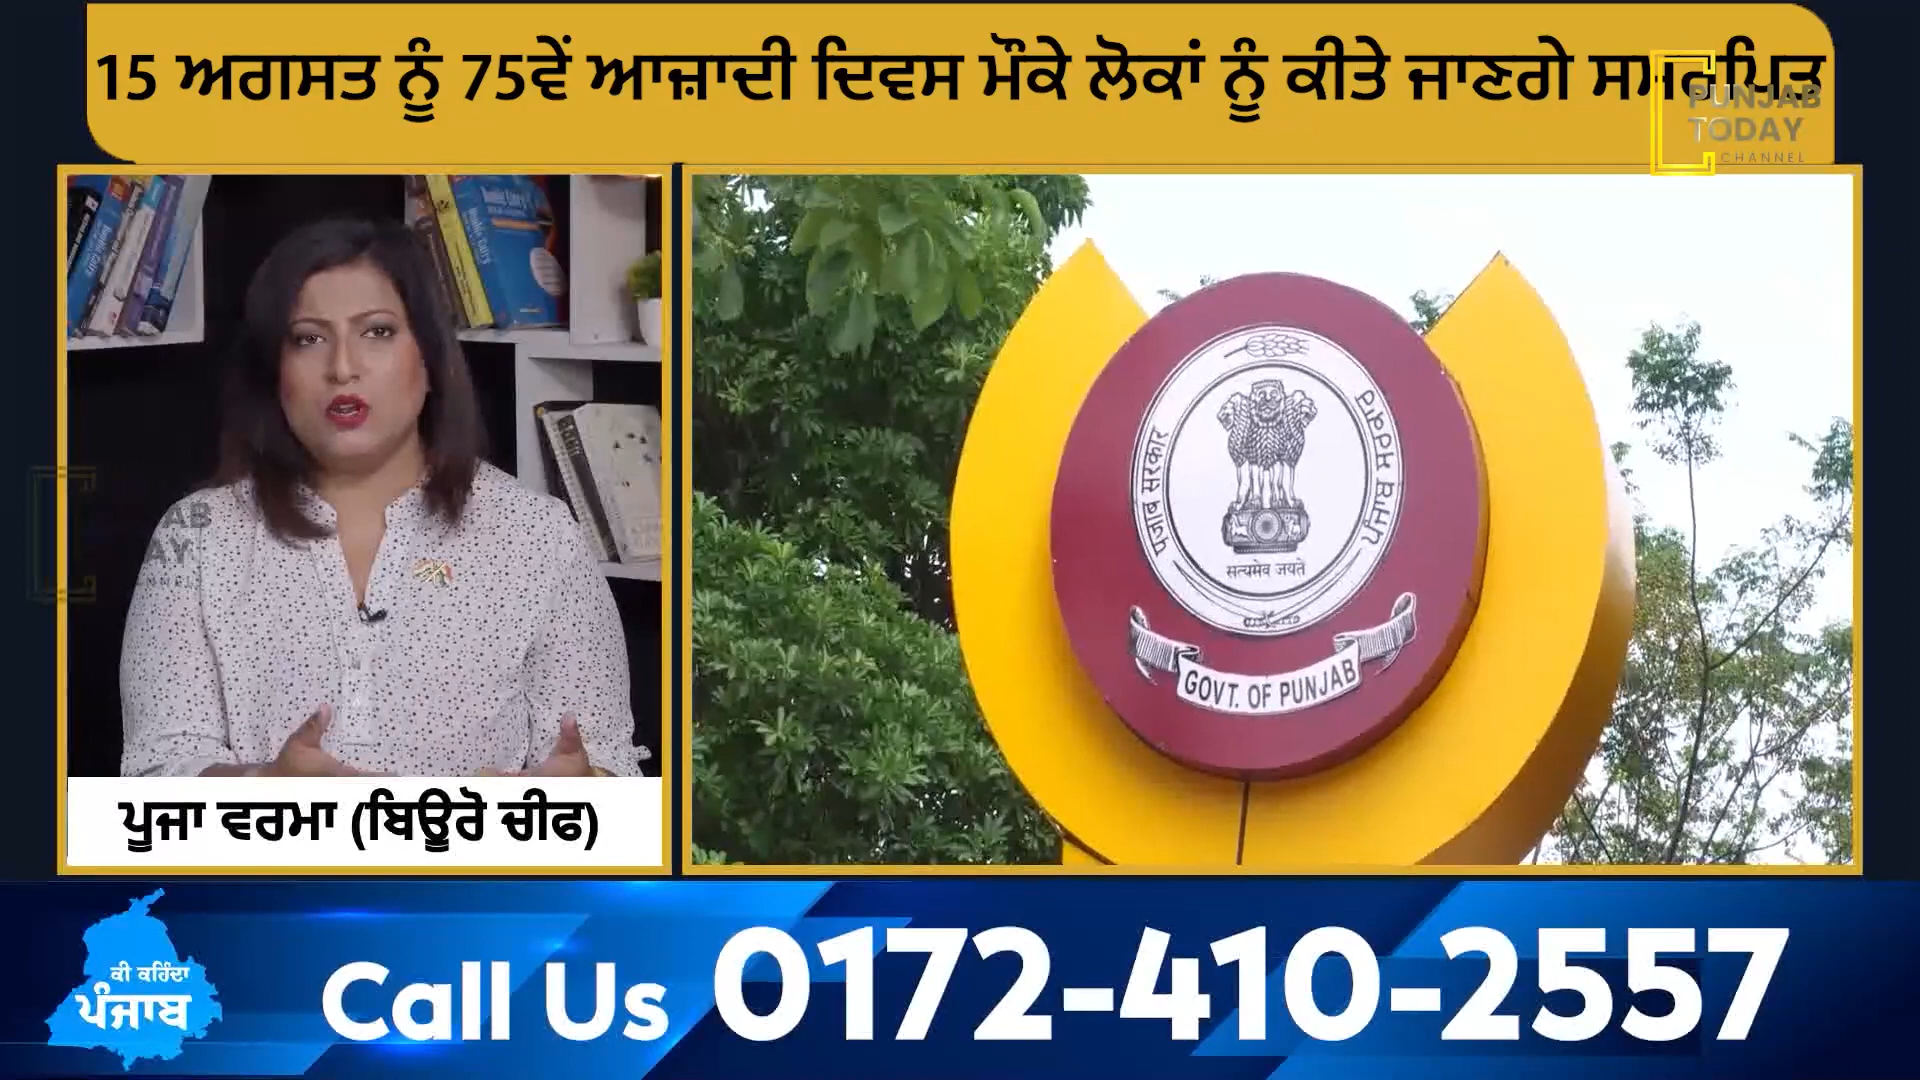 15 ਅਗਸਤ ਨੂੰ 75ਵੇਂ ਆਜ਼ਾਦੀ ਦਿਵਸ ਮੌਕੇ ਲੋਕਾਂ ਨੂੰ ਕੀਤੇ ਜਾਣਗੇ ਸਮਰਪਿਤ
PUNJAB
TODAY
CHANNEL
ਪੰਜਾਬ ਸਰਕਾਰ
सत्यमेव जयते
GOVT. OF PUNJAB
ਪੂਜਾ ਵਰਮਾ (ਬਿਊਰੋ ਚੀਫ)
ਕੀ ਕਹਿੰਦਾ
ਪੰਜਾਬ
Call Us 0172-410-2557